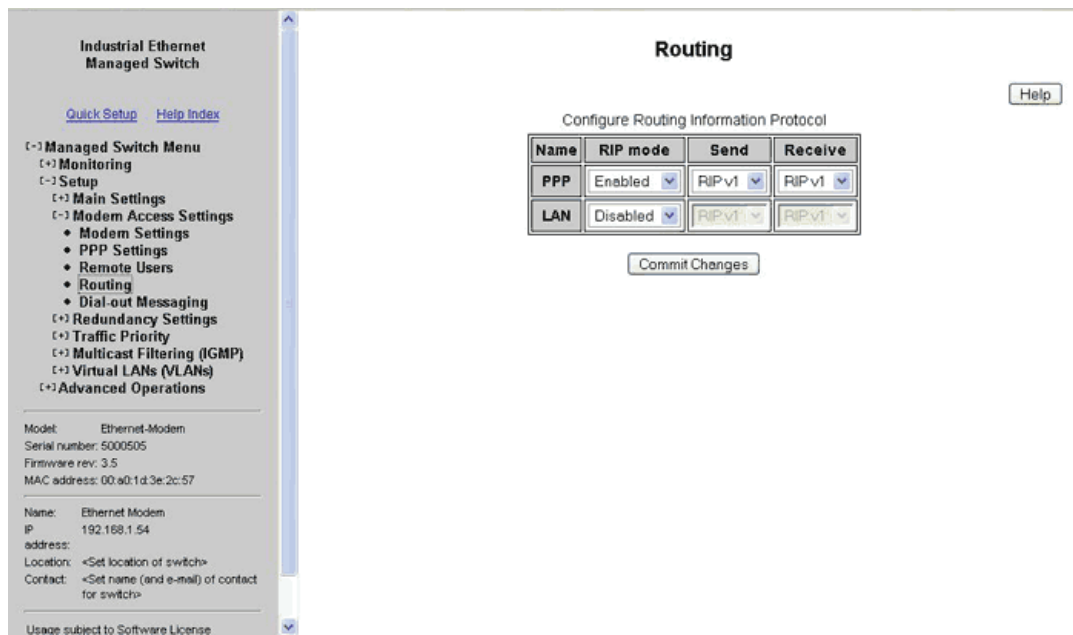 Industrial Ethernet
Managed Switch
Quick Setup Help Index
[-] Managed Switch Menu
[+] Monitoring
[-] Setup
[+] Main Settings
[-] Modem Access Settings
• Modem Settings
• PPP Settings
• Remote Users
• Routing
• Dial-out Messaging
[+] Redundancy Settings
[+] Traffic Priority
[+] Multicast Filtering (IGMP)
[+] Virtual LANs (VLANs)
[+] Advanced Operations
Model: Ethernet-Modem
Serial number: 5000505
Firmware rev: 3.5
MAC address: 00:a0:1d:3e:2c:57
Name: Ethernet Modem
IP address: 192.168.1.54
Location: <Set location of switch>
Contact: <Set name (and e-mail) of contact
for switch>
Usage subject to Software License
Routing
Help
Configure Routing Information Protocol
Name RIP mode Send Receive
PPP Enabled RIPv1 RIPv1
LAN Disabled RIPv1 RIPv1
Commit Changes